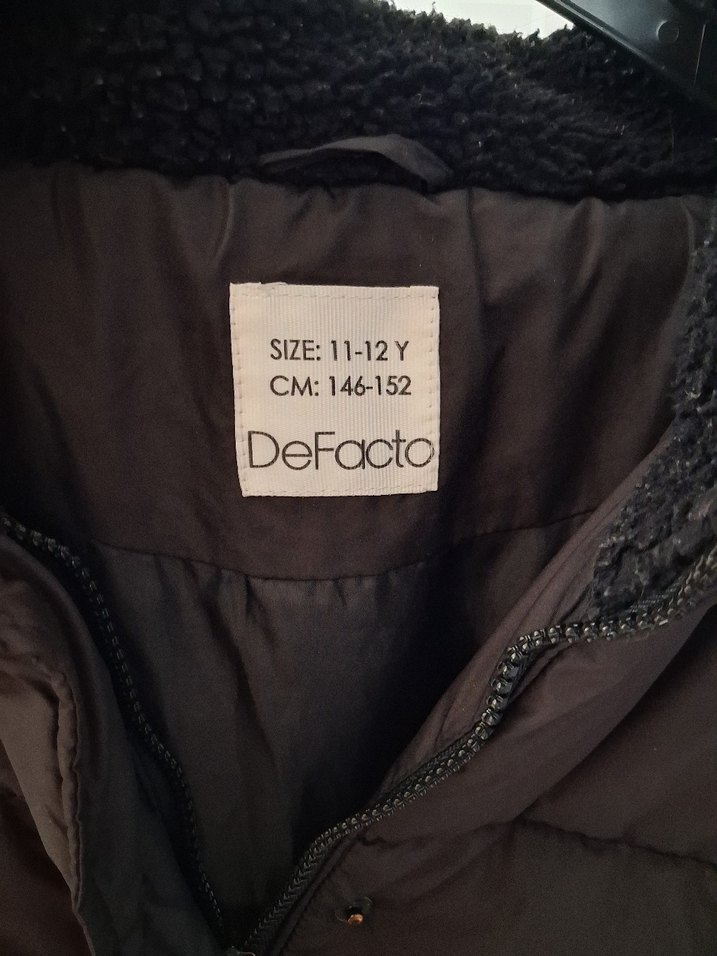 SIZE: 11-12 Y
CM: 146-152
DeFacto